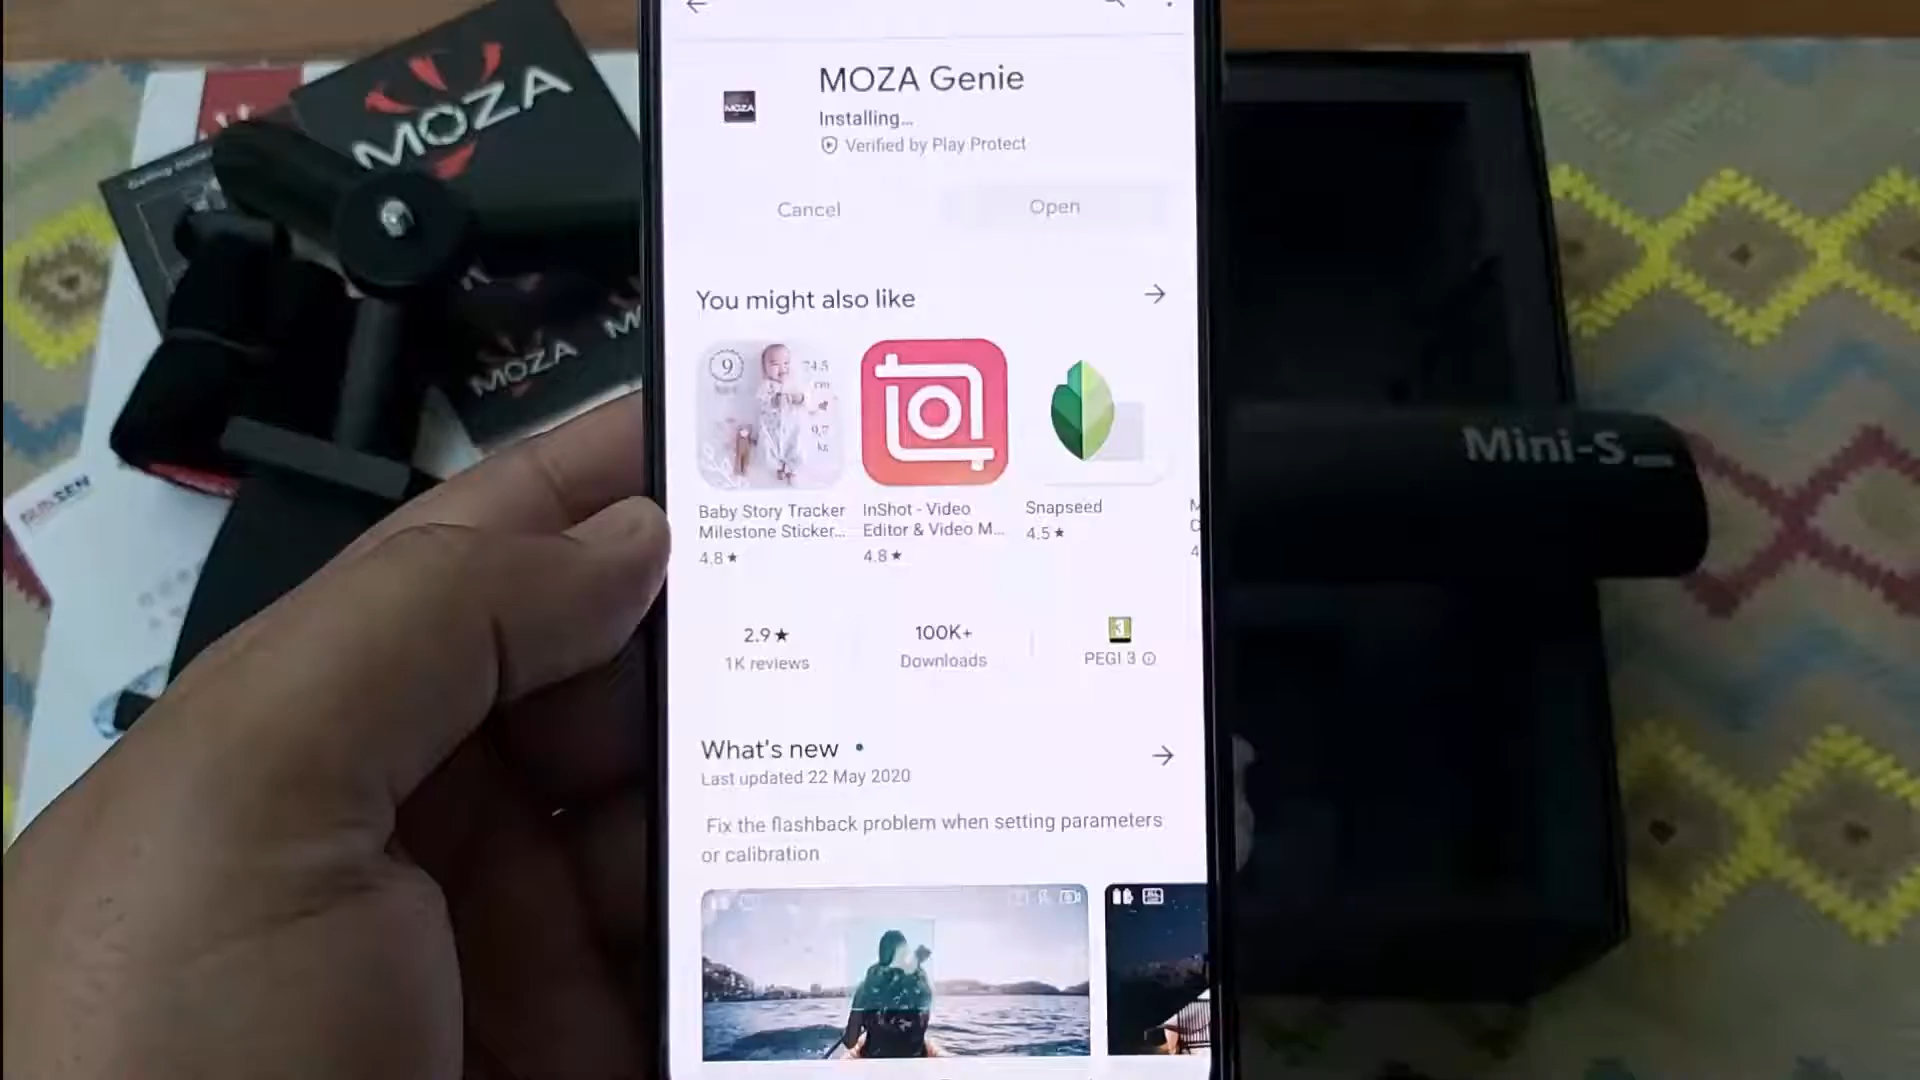 MOZA Genie
Installing...
Verified by Play Protect
Cancel
Open
You might also like
Baby Story Tracker
Milestone Sticker...
4.8 ★
InShot - Video
Editor & Video M...
4.8 ★
Snapseed
4.5 ★
2.9 ★
1K reviews
100K+
Downloads
3
PEGI 3
What's new •
Last updated 22 May 2020
Fix the flashback problem when setting parameters
or calibration
MOZA
MOZA
MOZA
Mini-S